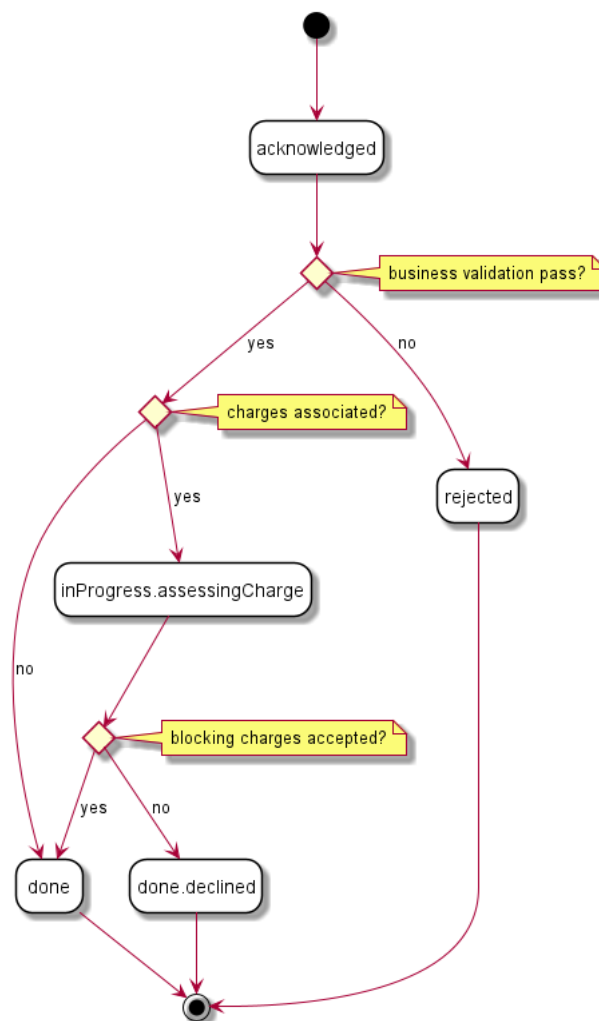 acknowledged
business validation pass?
yes
no
charges associated?
yes
rejected
inProgress.assessingCharge
no
blocking charges accepted?
yes
no
done
done.declined